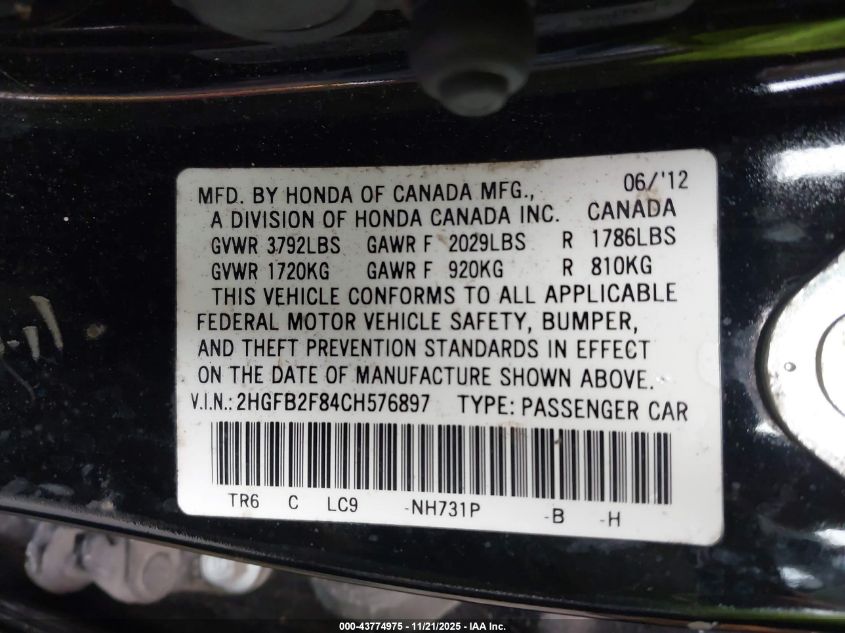 06/'12
MFD. BY HONDA OF CANADA MFG.,
A DIVISION OF HONDA CANADA INC. CANADA
GVWR 3792LBS GAWR F 2029LBS R 1786LBS
GVWR 1720KG GAWR F 920KG R 810KG
THIS VEHICLE CONFORMS TO ALL APPLICABLE
FEDERAL MOTOR VEHICLE SAFETY, BUMPER,
AND THEFT PREVENTION STANDARDS IN EFFECT
ON THE DATE OF MANUFACTURE SHOWN ABOVE.
V.I.N.: 2HGFB2F84CH576897 TYPE: PASSENGER CAR
TR6 C LC9 -NH731P -B -H
000-43774975 - 11/21/2025 - IAA Inc.